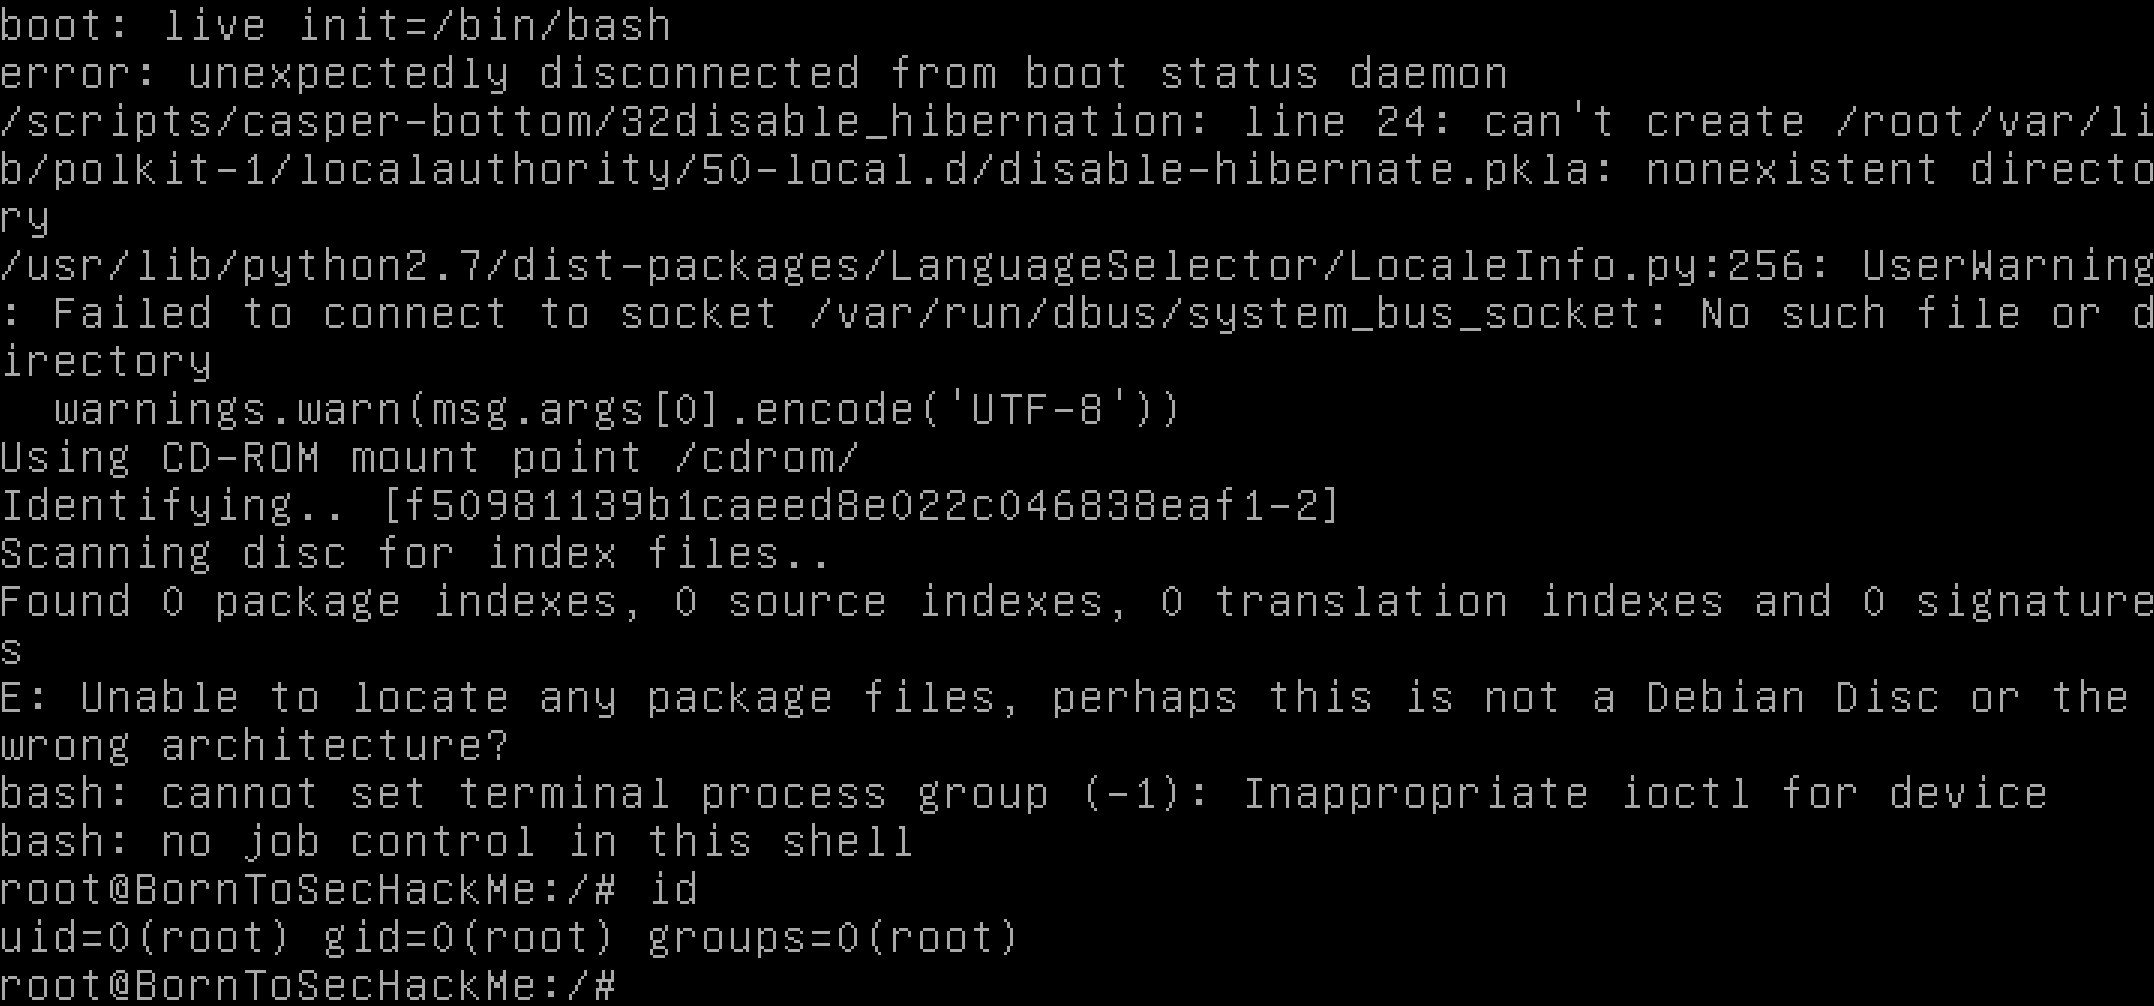 boot: live init=/bin/bash
error: unexpectedly disconnected from boot status daemon
/scripts/casper-bottom/32disable_hibernation: line 24: can't create /root/var/li
b/polkit-1/localauthority/50-local.d/disable-hibernate.pkla: nonexistent directo
ry
/usr/lib/python2.7/dist-packages/LanguageSelector/LocaleInfo.py:256: UserWarning
: Failed to connect to socket /var/run/dbus/system_bus_socket: No such file or d
irectory
  warnings.warn(msg.args[0].encode('UTF-8'))
Using CD-ROM mount point /cdrom/
Identifying.. [f50981139b1caeed8e022c046838eaf1-2]
Scanning disc for index files..
Found 0 package indexes, 0 source indexes, 0 translation indexes and 0 signature
s
E: Unable to locate any package files, perhaps this is not a Debian Disc or the
wrong architecture?
bash: cannot set terminal process group (-1): Inappropriate ioctl for device
bash: no job control in this shell
root@BornToSecHackMe:/# id
uid=0(root) gid=0(root) groups=0(root)
root@BornToSecHackMe:/#